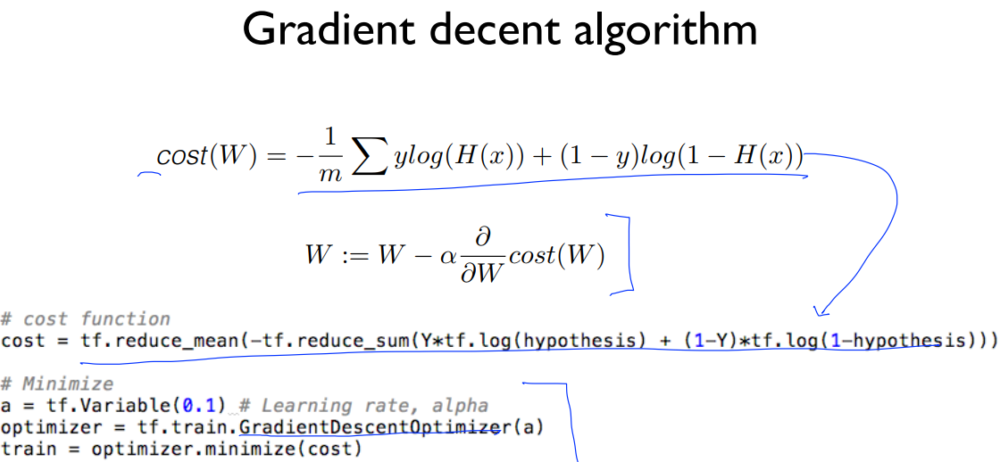 Gradient decent algorithm
cost(W) = -\frac{1}{m} \sum ylog(H(x)) + (1 - y)log(1 - H(x))
W := W - \alpha \frac{\partial}{\partial W} cost(W)
# cost function
cost = tf.reduce_mean(-tf.reduce_sum(Y*tf.log(hypothesis) + (1-Y)*tf.log(1-hypothesis)))
# Minimize
a = tf.Variable(0.1) # Learning rate, alpha
optimizer = tf.train.GradientDescentOptimizer(a)
train = optimizer.minimize(cost)